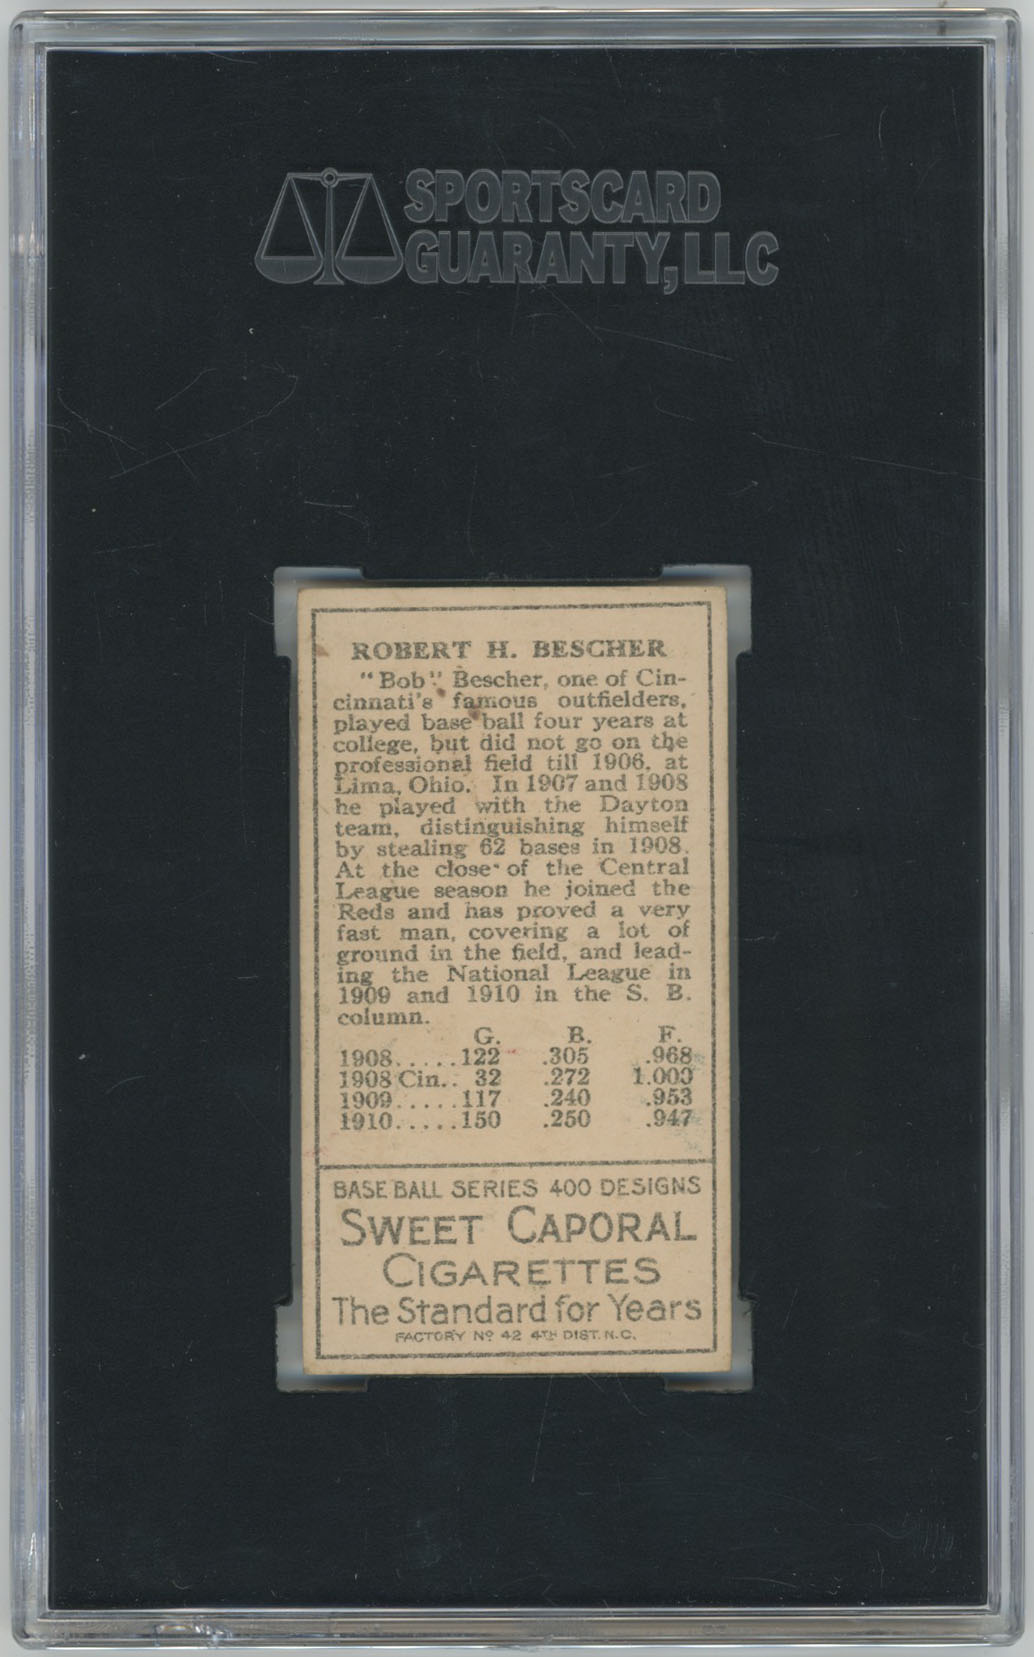 SPORTSCARD
GUARANTY, LLC
ROBERT H. BESCHER
"Bob" Bescher, one of Cin-
cinnati's famous outfielders,
played base ball four years at
college, but did not go on the
professional field till 1906, at
Lima, Ohio. In 1907 and 1908
he played with the Dayton
team, distinguishing himself
by stealing 62 bases in 1908.
At the close of the Central
League season he joined the
Reds and has proved a very
fast man, covering a lot of
ground in the field, and lead-
ing the National League in
1909 and 1910 in the S. B.
column.
G. B. F.
1908.....122 .305 .968
1908 Cin.. 32 .272 1.000
1909.....117 .240 .953
1910.....150 .250 .947
BASE BALL SERIES 400 DESIGNS
SWEET CAPORAL
CIGARETTES
The Standard for Years
FACTORY Nº 42 4TH DIST. N.C.